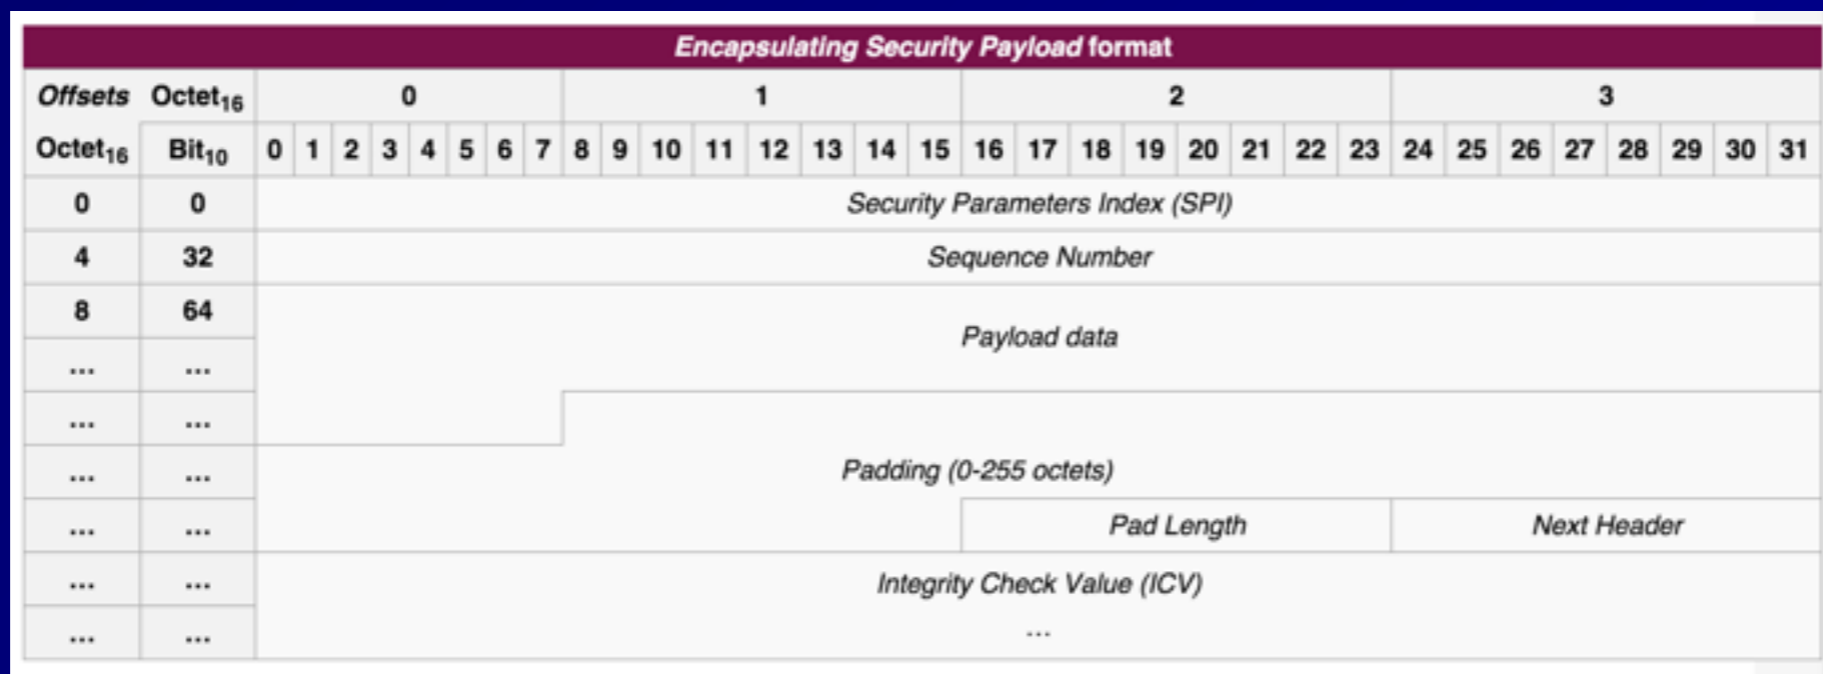 Encapsulating Security Payload format
Offsets Octet16 0 1 2 3
Octet16 Bit10 0 1 2 3 4 5 6 7 8 9 10 11 12 13 14 15 16 17 18 19 20 21 22 23 24 25 26 27 28 29 30 31
0 0 Security Parameters Index (SPI)
4 32 Sequence Number
8 64 Payload data
... ...
... ...
... ... Padding (0-255 octets)
... ... Pad Length Next Header
... ... Integrity Check Value (ICV)
... ... ...